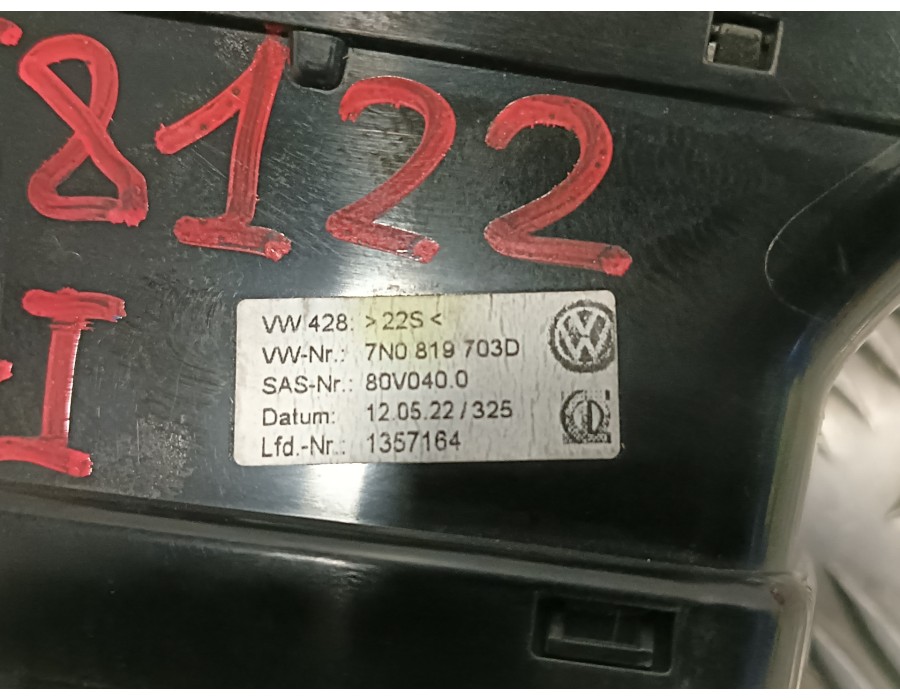 8122
I
VW 428: >22S<
VW-Nr.: 7N0 819 703D
SAS-Nr.: 80V040.0
Datum: 12.05.22 / 325
Lfd.-Nr.: 1357164